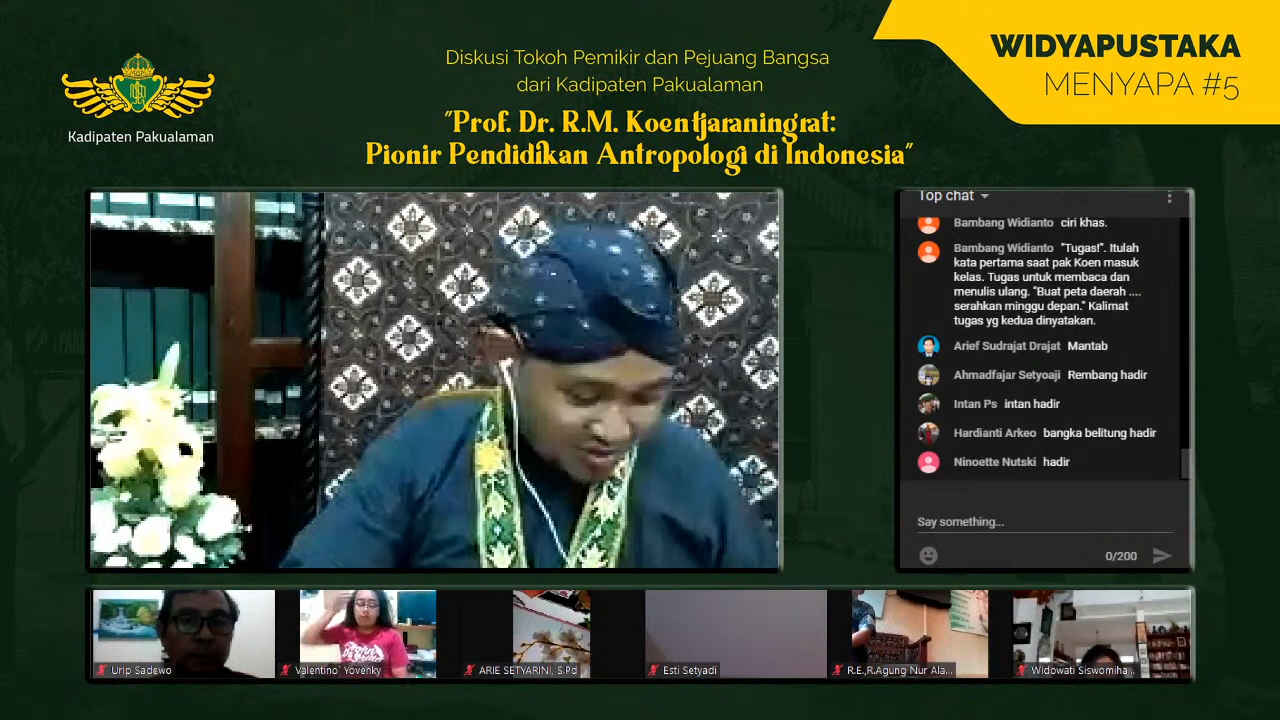 Kadipaten Pakualaman
Diskusi Tokoh Pemikir dan Pejuang Bangsa
dari Kadipaten Pakualaman
"Prof. Dr. R.M. Koentjaraningrat:
Pionir Pendidikan Antropologi di Indonesia"
WIDYAPUSTAKA
MENYAPA #5
Top chat
Bambang Widianto ciri khas.
Bambang Widianto "Tugas!". Itulah
kata pertama saat pak Koen masuk
kelas. Tugas untuk membaca dan
menulis ulang. "Buat peta daerah ....
serahkan minggu depan." Kalimat
tugas yg kedua dinyatakan.
Arief Sudrajat Drajat Mantab
Ahmadfajar Setyoaji Rembang hadir
Intan Ps intan hadir
Hardianti Arkeo bangka belitung hadir
Ninoette Nutski hadir
Say something...
0/200
Urip Sadewo
Valentino` Yovenky
ARIE SETYARINI, S.Pd
Esti Setyadi
R.E.,R.Agung Nur Ala...
Widowati Siswomiha...